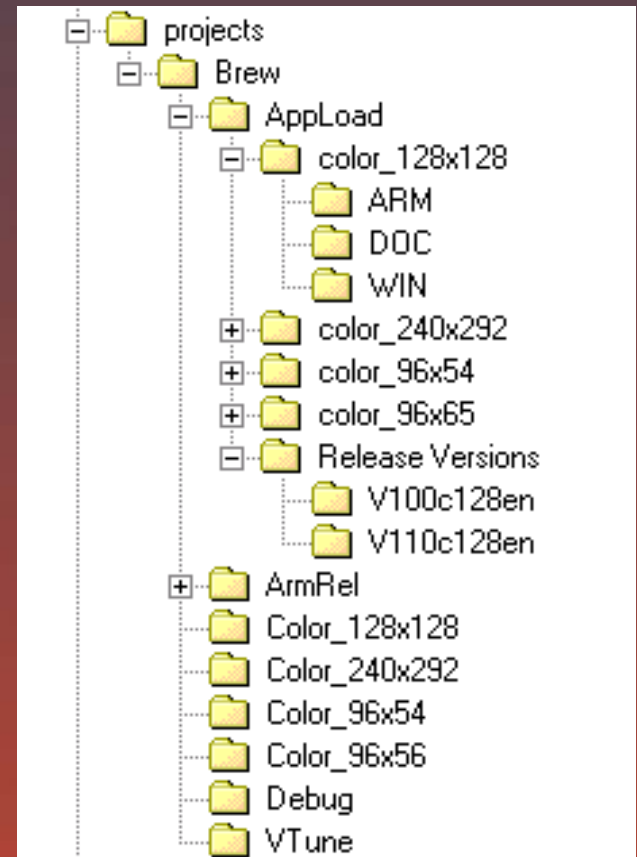 projects
Brew
AppLoad
color_128x128
ARM
DOC
WIN
color_240x292
color_96x54
color_96x65
Release Versions
V100c128en
V110c128en
ArmRel
Color_128x128
Color_240x292
Color_96x54
Color_96x56
Debug
VTune